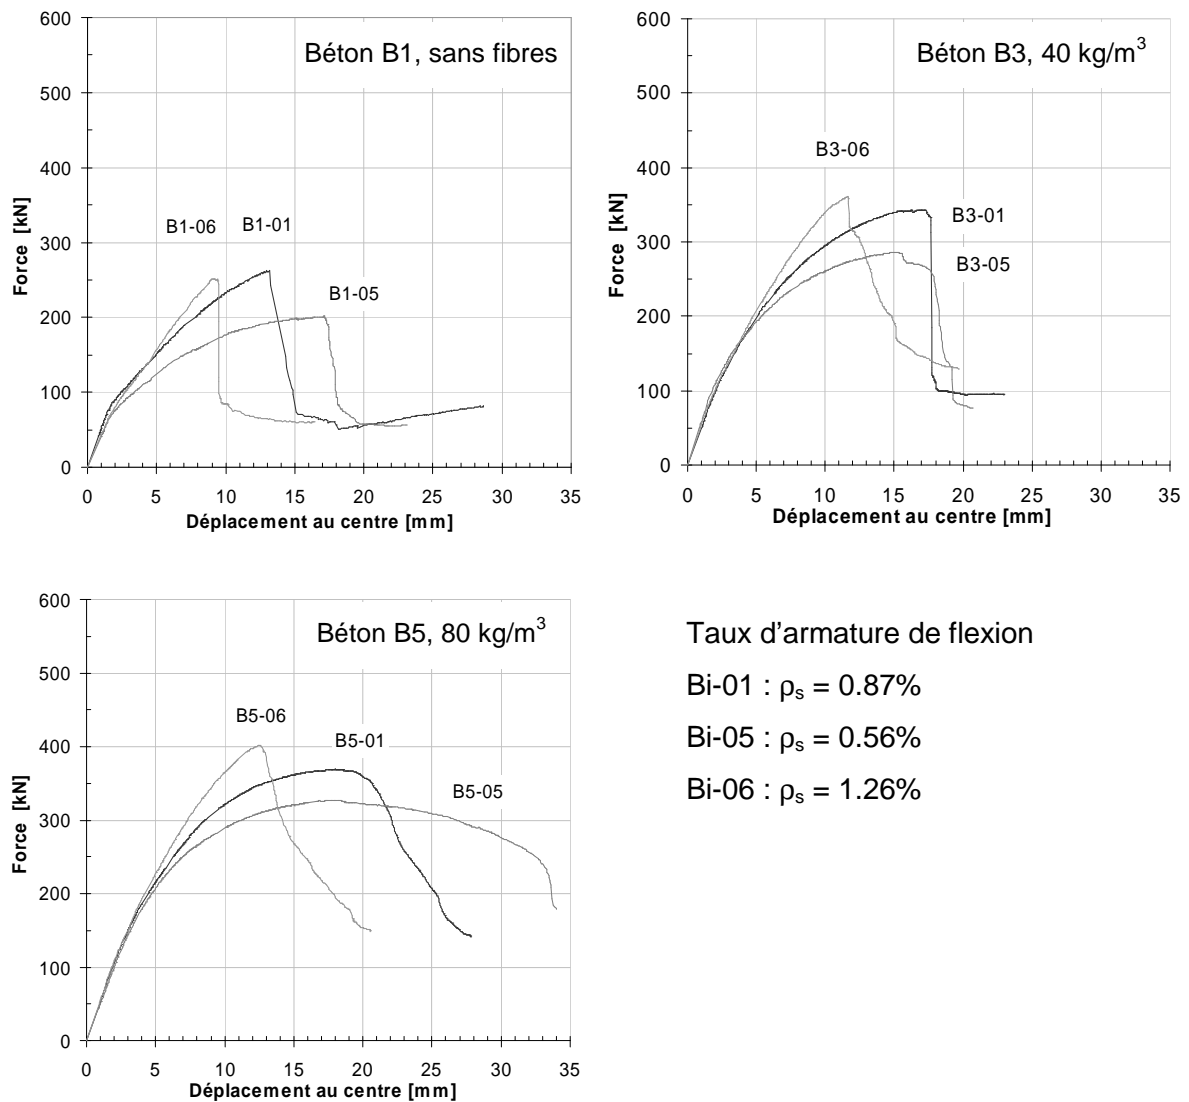 Béton B1, sans fibres
600
500
400
300
200
100
0
Force [kN]
B1-06
B1-01
B1-05
0 5 10 15 20 25 30 35
Déplacement au centre [mm]
Béton B3, 40 kg/m³
600
500
400
300
200
100
0
Force [kN]
B3-06
B3-01
B3-05
0 5 10 15 20 25 30 35
Déplacement au centre [mm]
Béton B5, 80 kg/m³
600
500
400
300
200
100
0
Force [kN]
B5-06
B5-01
B5-05
0 5 10 15 20 25 30 35
Déplacement au centre [mm]
Taux d'armature de flexion
Bi-01 : ρₛ = 0.87%
Bi-05 : ρₛ = 0.56%
Bi-06 : ρₛ = 1.26%